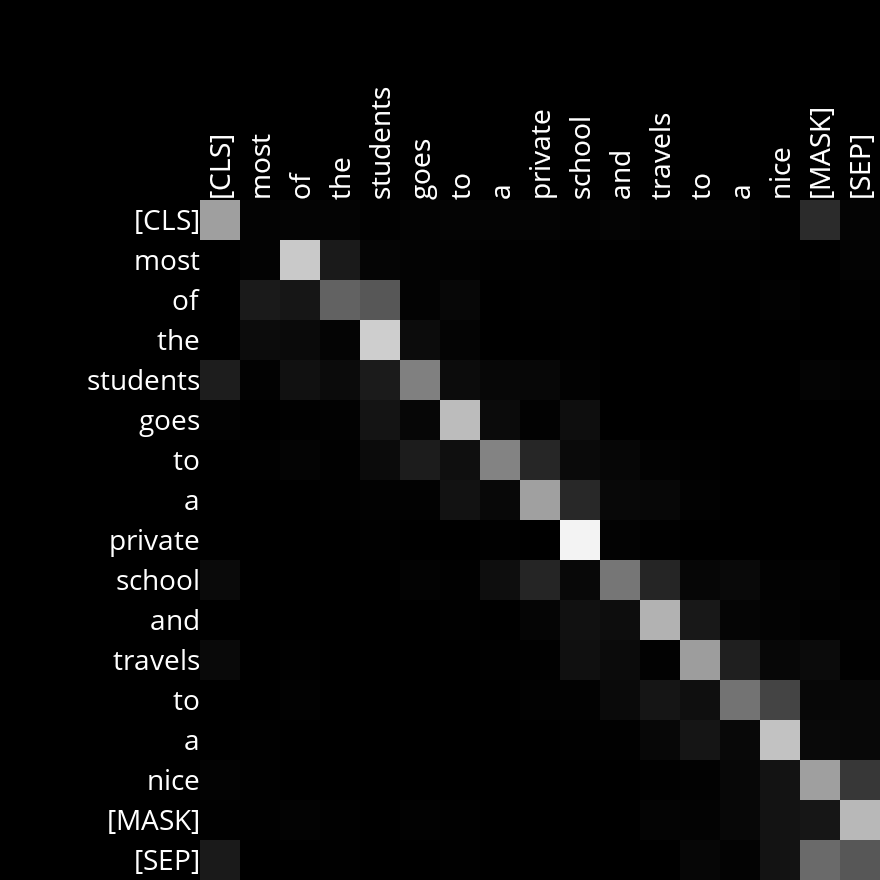 [CLS] most of the students goes to a private school and travels to a nice [MASK] [SEP]
[CLS]
most
of
the
students
goes
to
a
private
school
and
travels
to
a
nice
[MASK]
[SEP]